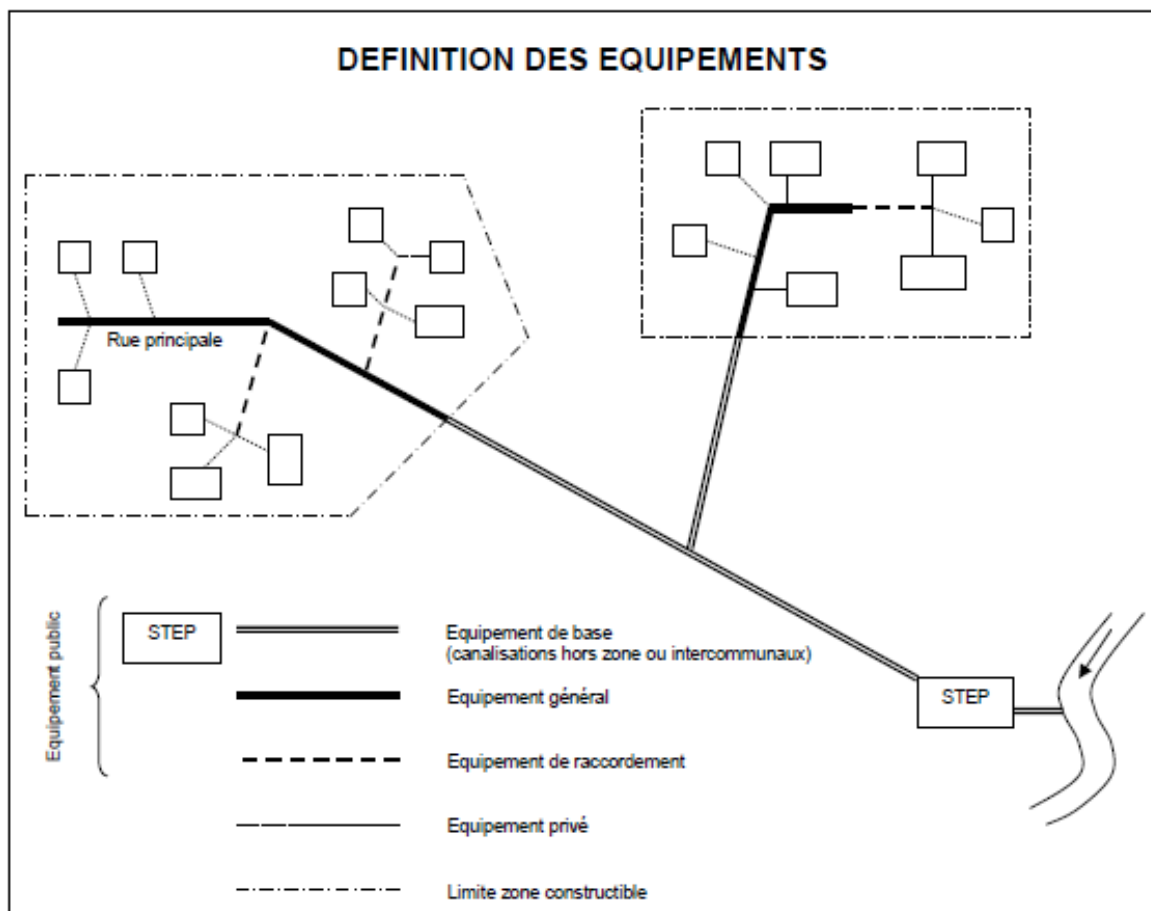 DEFINITION DES EQUIPEMENTS
Rue principale
STEP
Equipement public
STEP
Equipement de base
(canalisations hors zone ou intercommunaux)
Equipement général
Equipement de raccordement
Equipement privé
Limite zone constructible